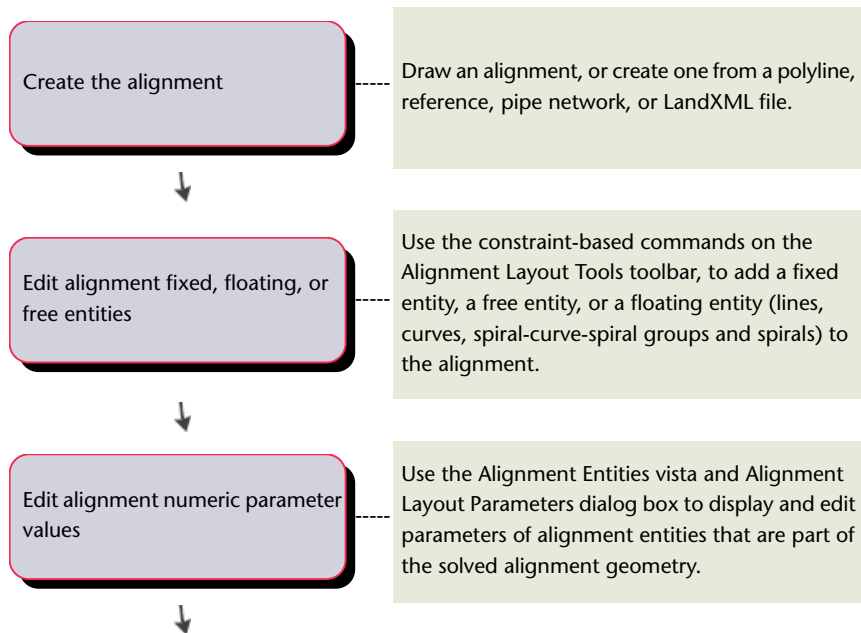 Create the alignment
Draw an alignment, or create one from a polyline,
reference, pipe network, or LandXML file.
Edit alignment fixed, floating, or
free entities
Use the constraint-based commands on the
Alignment Layout Tools toolbar, to add a fixed
entity, a free entity, or a floating entity (lines,
curves, spiral-curve-spiral groups and spirals) to
the alignment.
Edit alignment numeric parameter
values
Use the Alignment Entities vista and Alignment
Layout Parameters dialog box to display and edit
parameters of alignment entities that are part of
the solved alignment geometry.